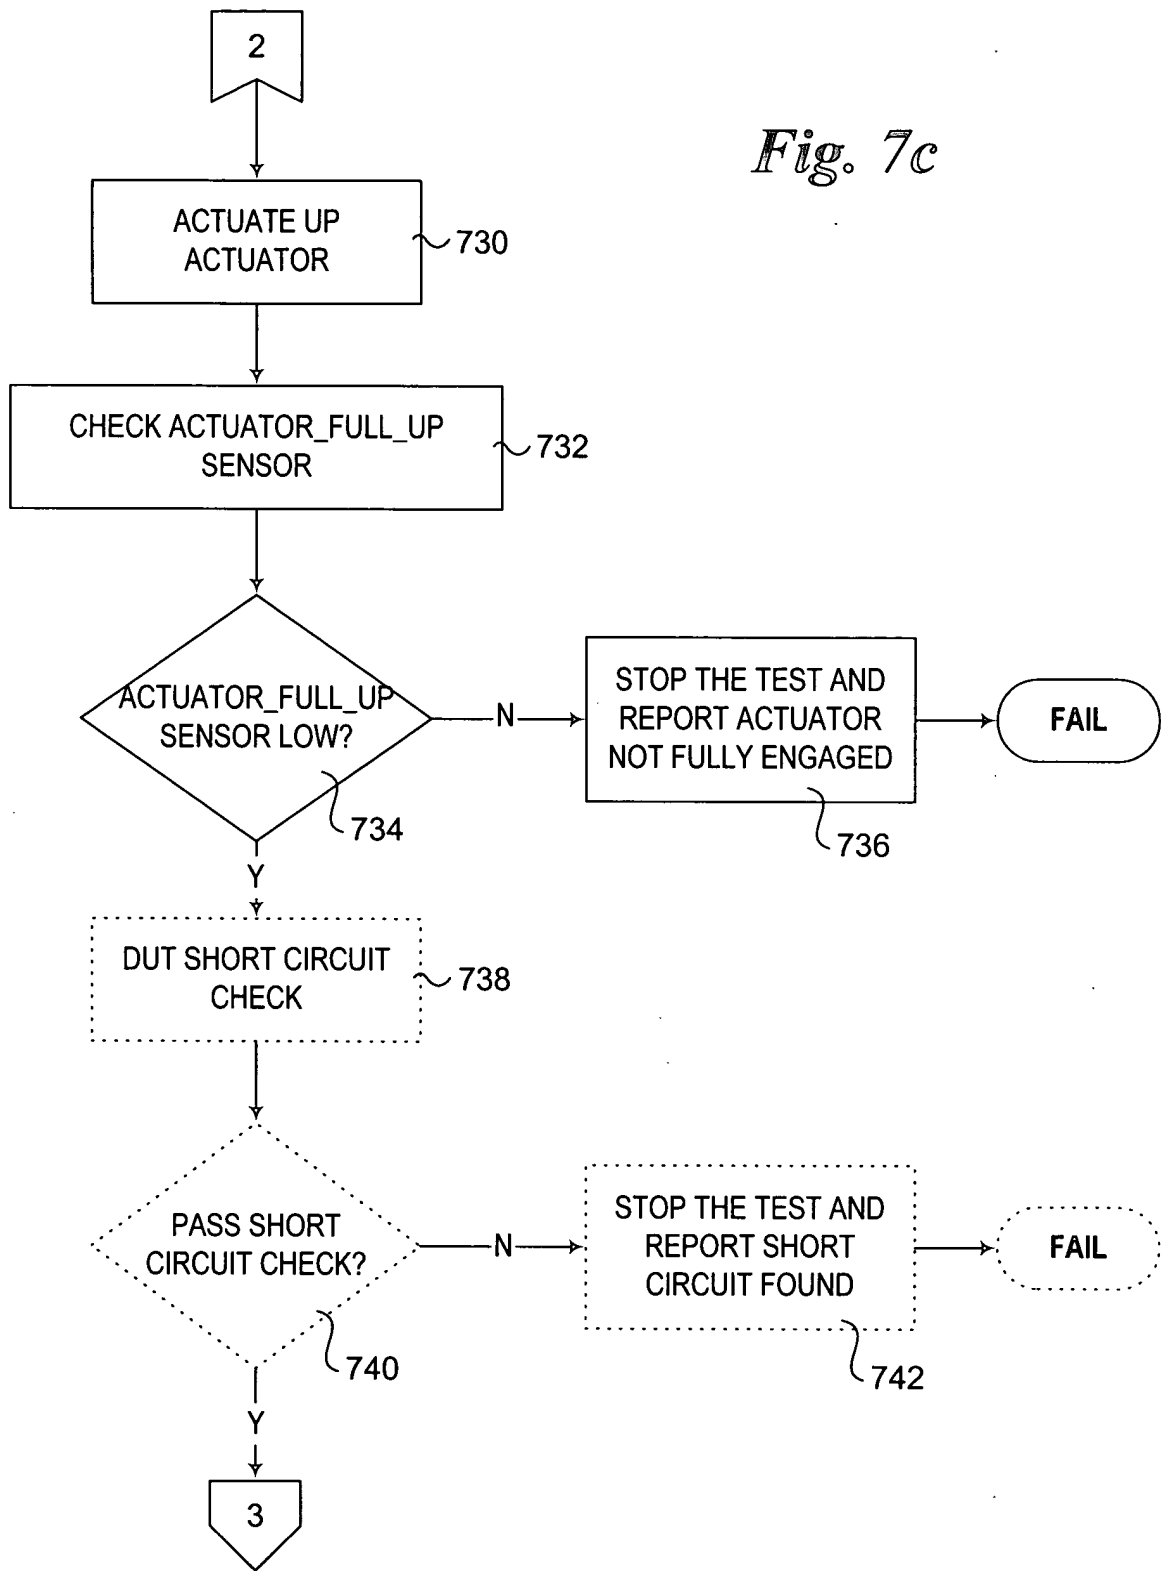 2
Fig. 7c
ACTUATE UP
ACTUATOR
730
CHECK ACTUATOR_FULL_UP
SENSOR
732
ACTUATOR_FULL_UP
SENSOR LOW?
734
N
STOP THE TEST AND
REPORT ACTUATOR
NOT FULLY ENGAGED
736
FAIL
Y
DUT SHORT CIRCUIT
CHECK
738
PASS SHORT
CIRCUIT CHECK?
740
N
STOP THE TEST AND
REPORT SHORT
CIRCUIT FOUND
742
FAIL
Y
3